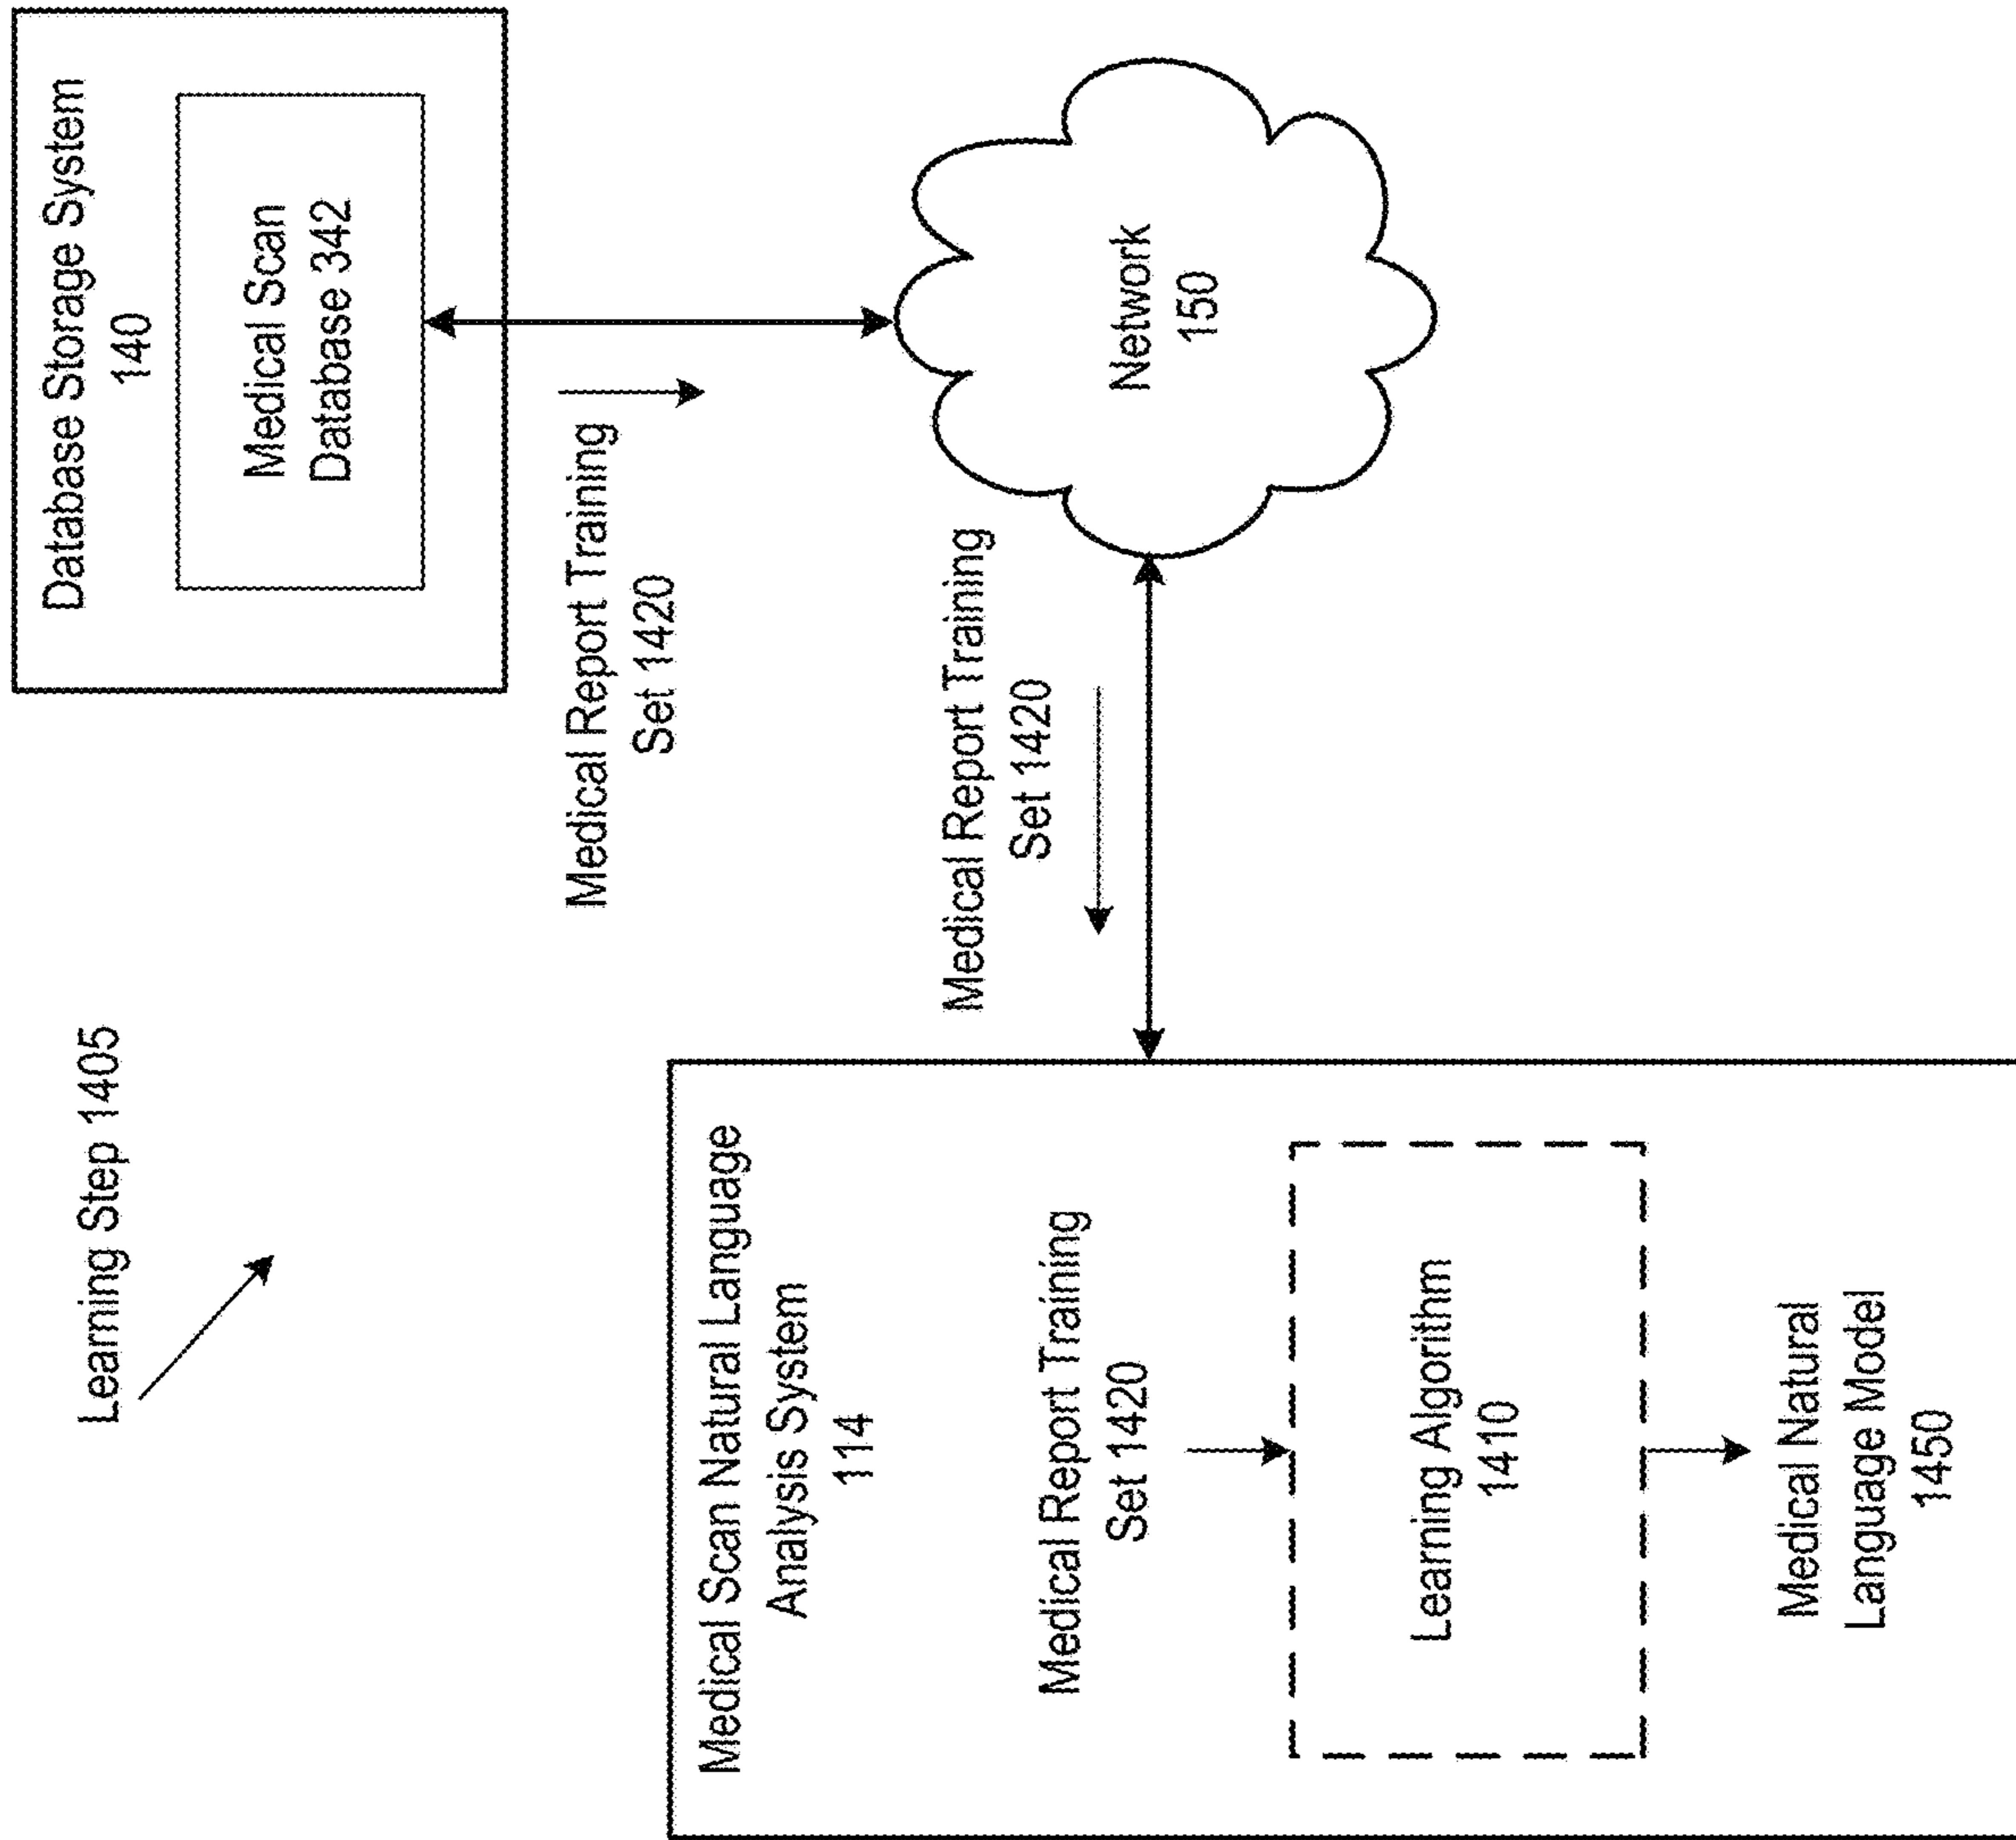 Learning Step 1405
Database Storage System
140
Medical Scan
Database 342
Medical Report Training
Set 1420
Medical Report Training
Set 1420
Network
150
Medical Scan Natural Language
Analysis System
114
Medical Report Training
Set 1420
Learning Algorithm
1410
Medical Natural
Language Model
1450